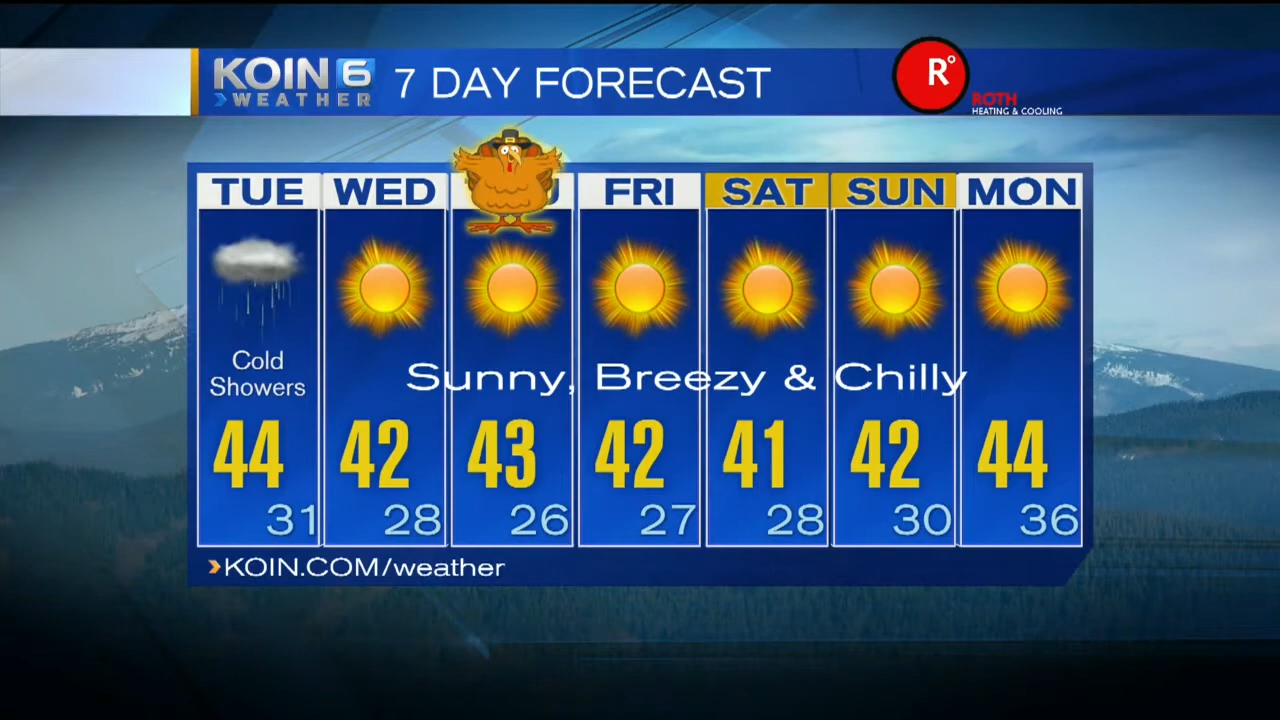 KOIN 6
WEATHER
7 DAY FORECAST
R°
ROTH
HEATING & COOLING
TUE WED FRI SAT SUN MON
Cold
Showers
Sunny, Breezy & Chilly
44 42 43 42 41 42 44
31 28 26 27 28 30 36
KOIN.COM/weather